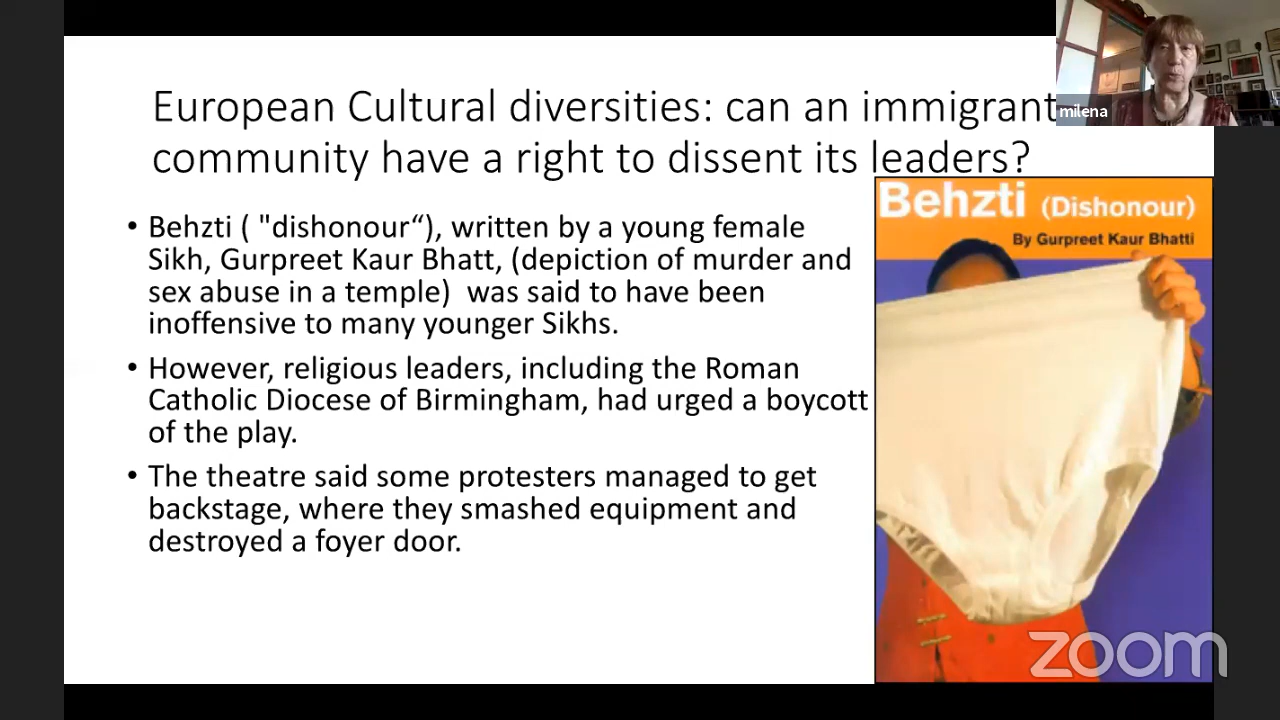 European Cultural diversities: can an immigrant
community have a right to dissent its leaders?
milena
• Behzti ( "dishonour“), written by a young female
Sikh, Gurpreet Kaur Bhatt, (depiction of murder and
sex abuse in a temple) was said to have been
inoffensive to many younger Sikhs.
• However, religious leaders, including the Roman
Catholic Diocese of Birmingham, had urged a boycott
of the play.
• The theatre said some protesters managed to get
backstage, where they smashed equipment and
destroyed a foyer door.
Behzti (Dishonour)
By Gurpreet Kaur Bhatti
zoom